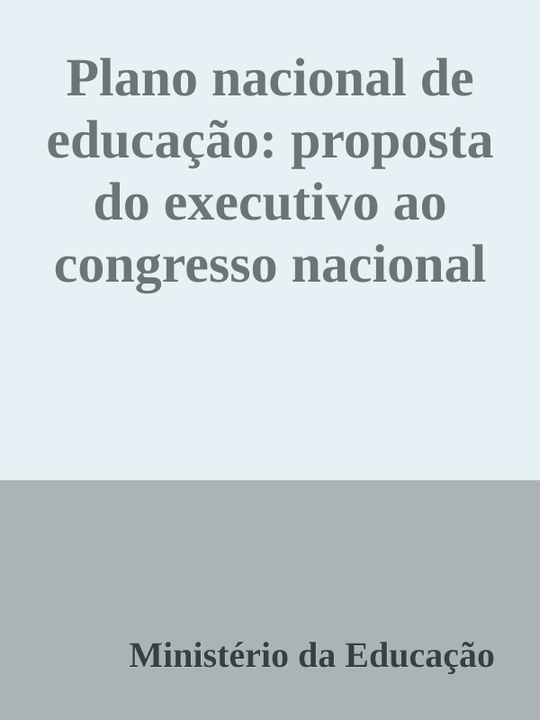 Plano nacional de
educação: proposta
do executivo ao
congresso nacional
Ministério da Educação